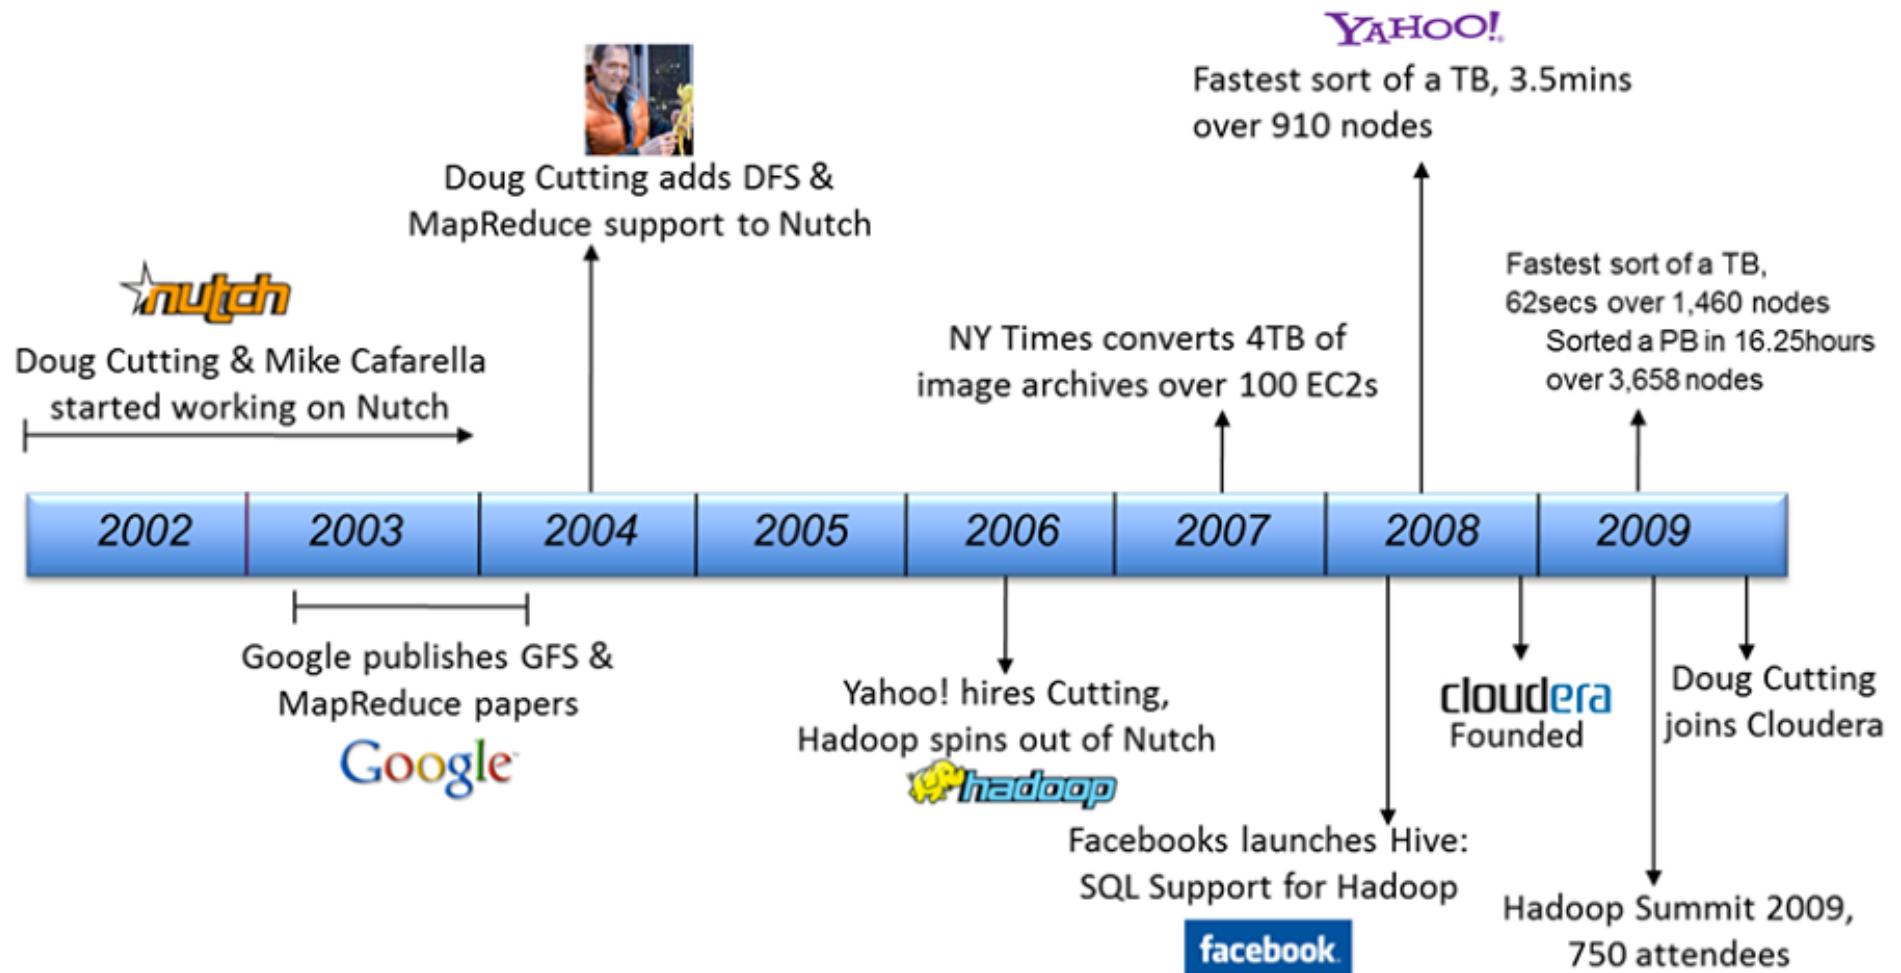 YAHOO!
Fastest sort of a TB, 3.5mins
over 910 nodes
Doug Cutting adds DFS &
MapReduce support to Nutch
nutch
Doug Cutting & Mike Cafarella
started working on Nutch
NY Times converts 4TB of
image archives over 100 EC2s
Fastest sort of a TB,
62secs over 1,460 nodes
Sorted a PB in 16.25hours
over 3,658 nodes
2002
2003
2004
2005
2006
2007
2008
2009
Google publishes GFS &
MapReduce papers
Google
Yahoo! hires Cutting,
Hadoop spins out of Nutch
hadoop
Facebooks launches Hive:
SQL Support for Hadoop
facebook
cloudera
Founded
Doug Cutting
joins Cloudera
Hadoop Summit 2009,
750 attendees